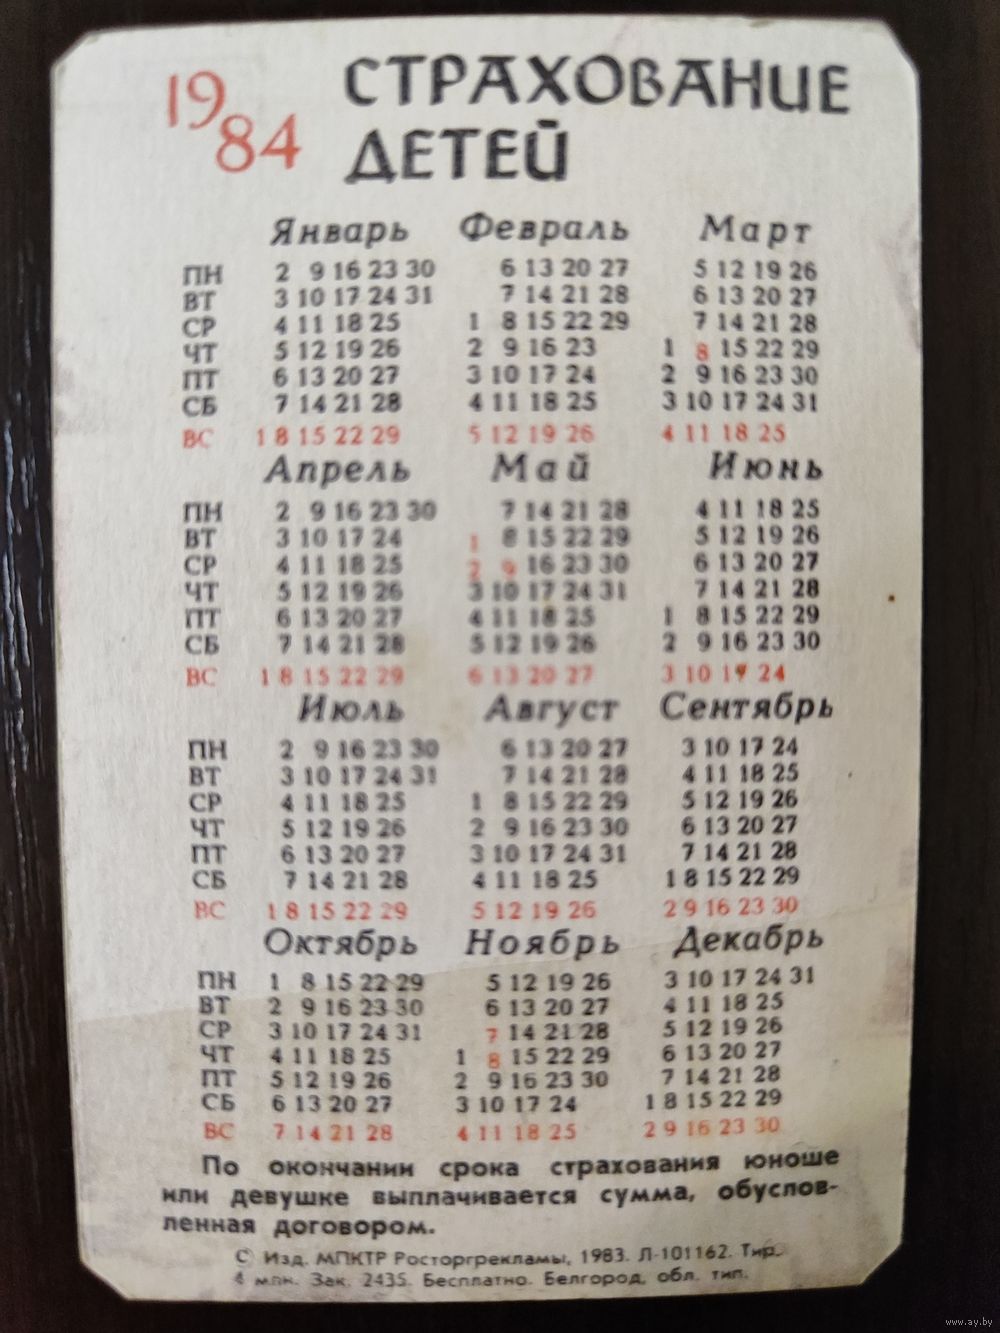 1984 СТРАХОВАНИЕ
ДЕТЕЙ
Январь Февраль Март
ПН 2 9 16 23 30 6 13 20 27 5 12 19 26
ВТ 3 10 17 24 31 7 14 21 28 6 13 20 27
СР 4 11 18 25 1 8 15 22 29 7 14 21 28
ЧТ 5 12 19 26 2 9 16 23 1 8 15 22 29
ПТ 6 13 20 27 3 10 17 24 2 9 16 23 30
СБ 7 14 21 28 4 11 18 25 3 10 17 24 31
ВС 1 8 15 22 29 5 12 19 26 4 11 18 25
Апрель Май Июнь
ПН 2 9 16 23 30 7 14 21 28 4 11 18 25
ВТ 3 10 17 24 1 8 15 22 29 5 12 19 26
СР 4 11 18 25 2 9 16 23 30 6 13 20 27
ЧТ 5 12 19 26 3 10 17 24 31 7 14 21 28
ПТ 6 13 20 27 4 11 18 25 1 8 15 22 29
СБ 7 14 21 28 5 12 19 26 2 9 16 23 30
ВС 1 8 15 22 29 6 13 20 27 3 10 17 24
Июль Август Сентябрь
ПН 2 9 16 23 30 6 13 20 27 3 10 17 24
ВТ 3 10 17 24 31 7 14 21 28 4 11 18 25
СР 4 11 18 25 1 8 15 22 29 5 12 19 26
ЧТ 5 12 19 26 2 9 16 23 30 6 13 20 27
ПТ 6 13 20 27 3 10 17 24 31 7 14 21 28
СБ 7 14 21 28 4 11 18 25 1 8 15 22 29
ВС 1 8 15 22 29 5 12 19 26 2 9 16 23 30
Октябрь Ноябрь Декабрь
ПН 1 8 15 22 29 5 12 19 26 3 10 17 24 31
ВТ 2 9 16 23 30 6 13 20 27 4 11 18 25
СР 3 10 17 24 31 7 14 21 28 5 12 19 26
ЧТ 4 11 18 25 1 8 15 22 29 6 13 20 27
ПТ 5 12 19 26 2 9 16 23 30 7 14 21 28
СБ 6 13 20 27 3 10 17 24 1 8 15 22 29
ВС 7 14 21 28 4 11 18 25 2 9 16 23 30
По окончании срока страхования юноше
или девушке выплачивается сумма, обуслов-
ленная договором.
© Изд. МПКТР Росторгрекламы, 1983. Л-101162. Тир.
4 млн. Зак. 2435. Бесплатно. Белгород, обл. тип.
www.ay.by